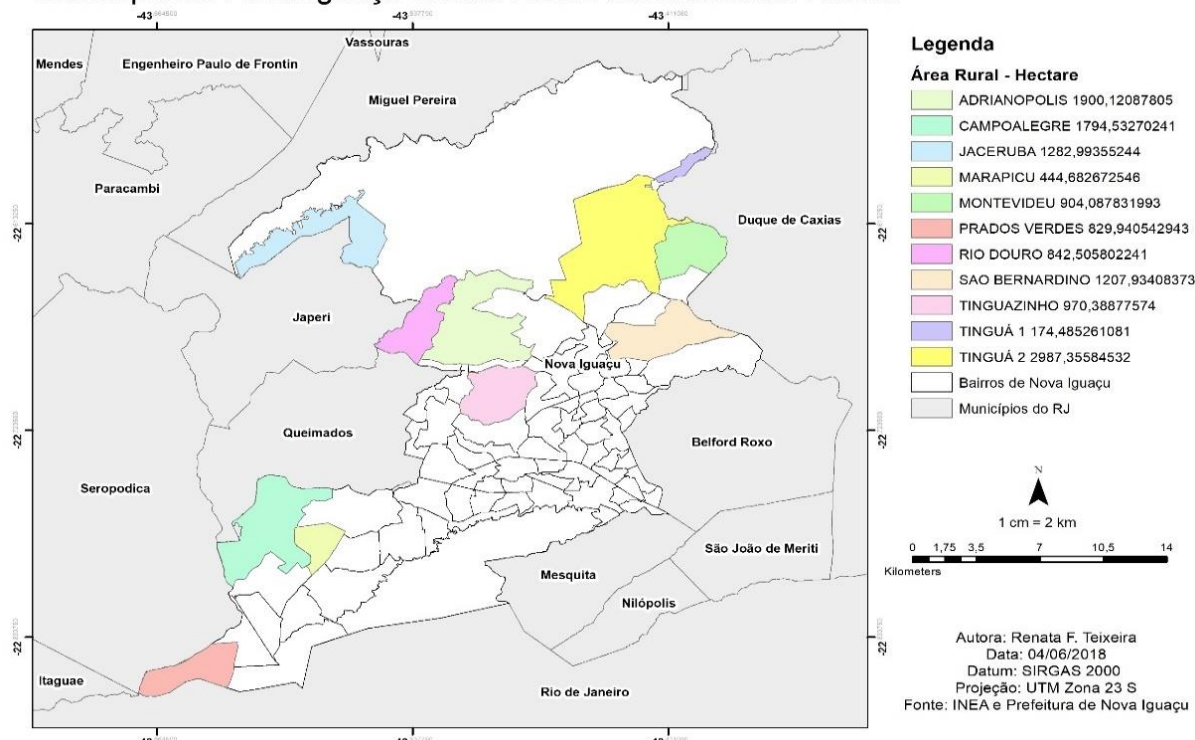 -43
-43
-43
Vassouras
Mendes
Engenheiro Paulo de Frontin
Miguel Pereira
Paracambi
Duque de Caxias
-22
-22
Japeri
Nova Iguaçu
Queimados
Belford Roxo
-22
-22
Seropodica
São João de Meriti
Mesquita
Nilópolis
-22
-22
Itaguae
Rio de Janeiro
Legenda
Área Rural - Hectare
ADRIANOPOLIS 1900,12087805
CAMPOALEGRE 1794,53270241
JACERUBA 1282,99355244
MARAPICU 444,682672546
MONTEVIDEU 904,087831993
PRADOS VERDES 829,940542943
RIO DOURO 842,505802241
SAO BERNARDINO 1207,93408373
TINGUAZINHO 970,38877574
TINGUÁ 1 174,485261081
TINGUÁ 2 2987,35584532
Bairros de Nova Iguaçu
Municípios do RJ
N
1 cm = 2 km
0 1,75 3,5 7 10,5 14
Kilometers
Autora: Renata F. Teixeira
Data: 04/06/2018
Datum: SIRGAS 2000
Projeção: UTM Zona 23 S
Fonte: INEA e Prefeitura de Nova Iguaçu